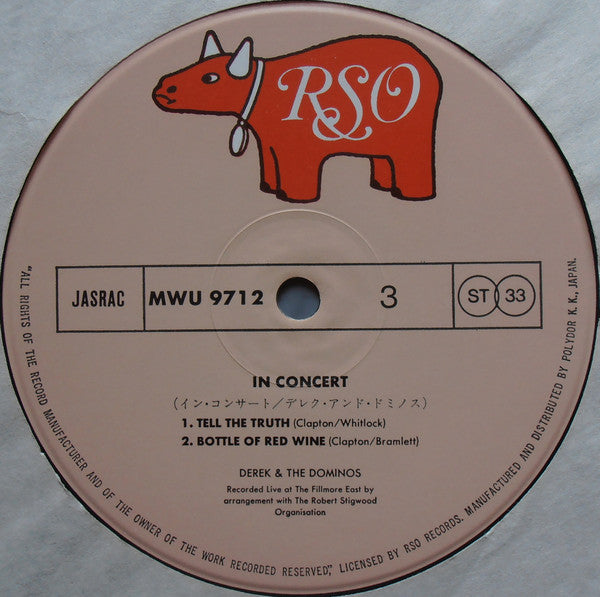 RSO
JASRAC
MWU 9712
3
ST 33
IN CONCERT
(イン・コンサート/デレク・アンド・ドミノス)
1. TELL THE TRUTH (Clapton/Whitlock)
2. BOTTLE OF RED WINE (Clapton/Bramlett)
DEREK & THE DOMINOS
Recorded Live at The Fillmore East by
arrangement with The Robert Stigwood
Organisation
"ALL RIGHTS OF THE RECORD MANUFACTURER AND OF THE OWNER OF THE WORK RECORDED RESERVED," LICENSED BY RSO RECORDS. MANUFACTURED AND DISTRIBUTED BY POLYDOR K.K., JAPAN.